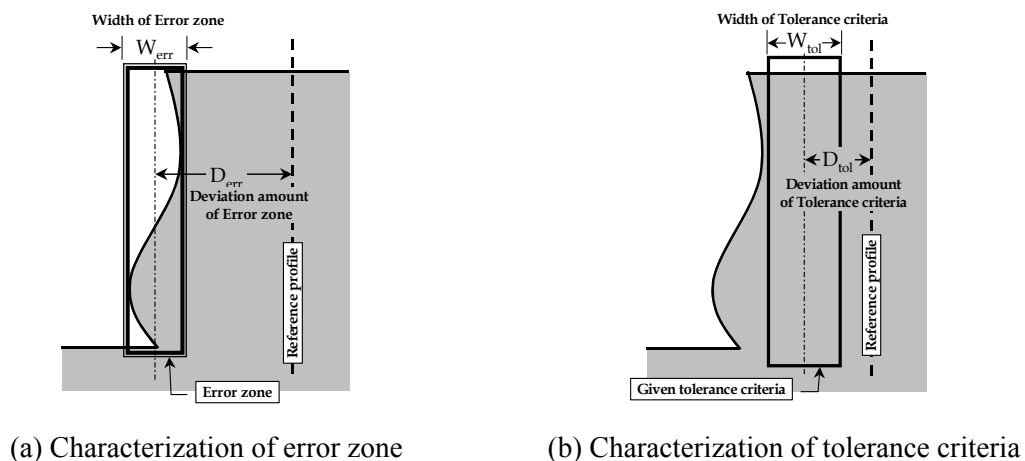 Width of Error zone
W_err
D_err
Deviation amount
of Error zone
Reference profile
Error zone
(a) Characterization of error zone
Width of Tolerance criteria
W_tol
D_tol
Deviation amount
of Tolerance criteria
Reference profile
Given tolerance criteria
(b) Characterization of tolerance criteria